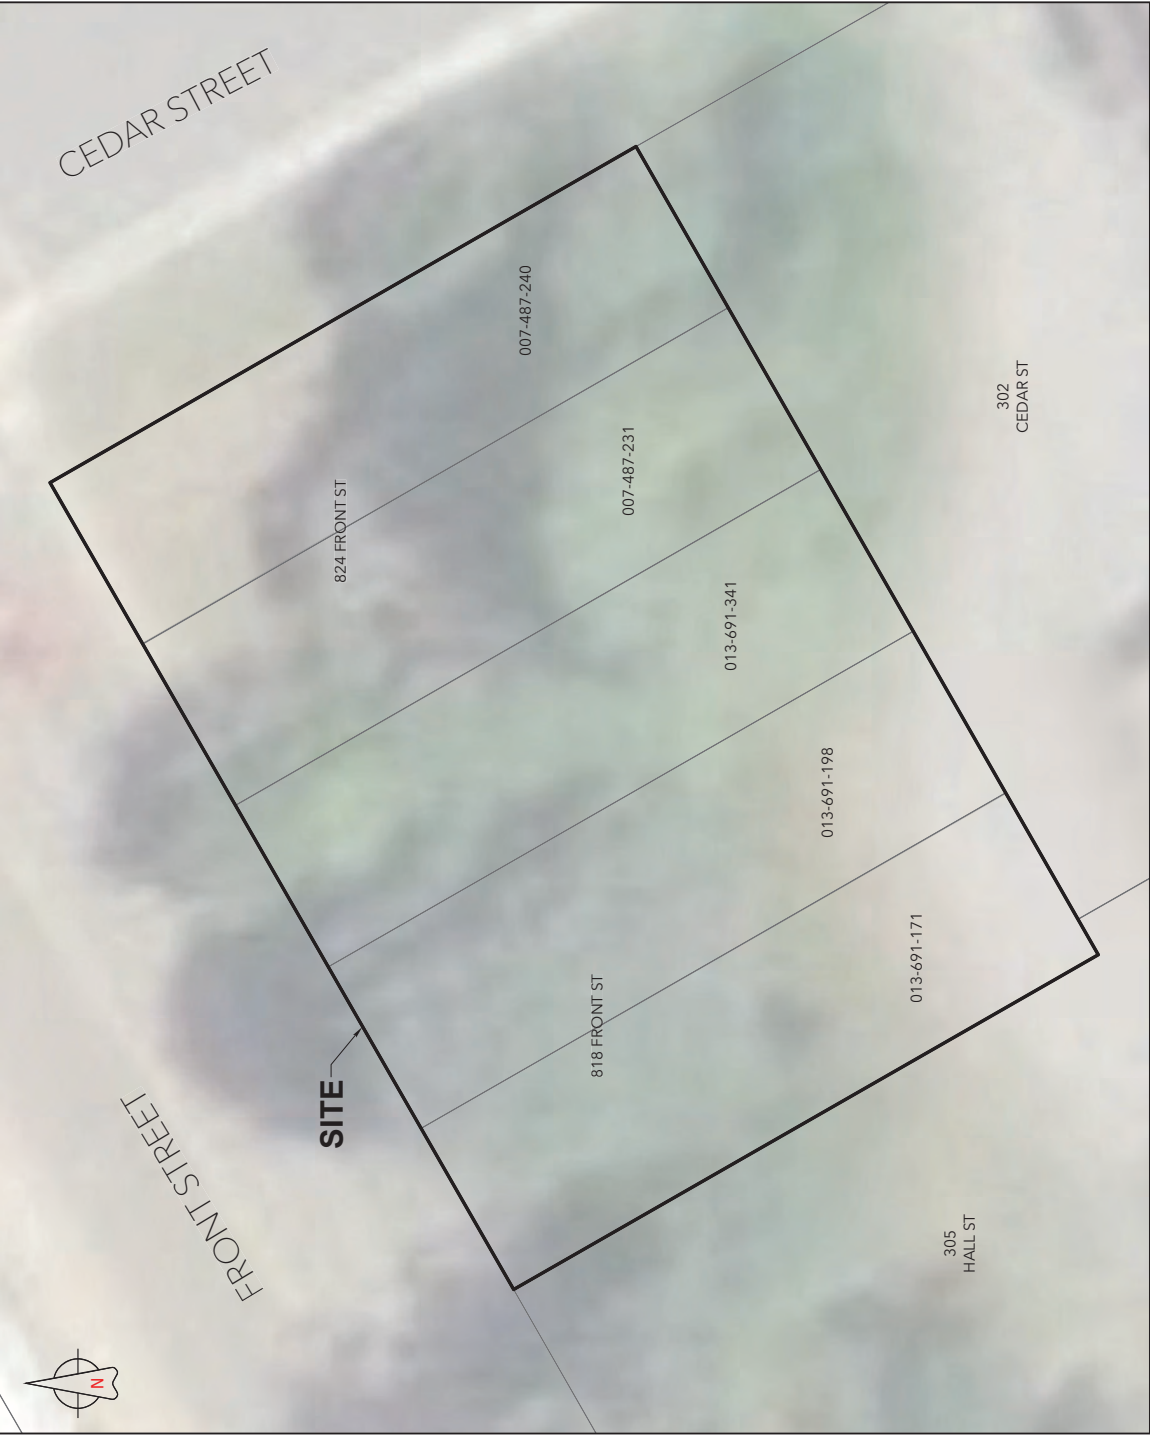 CEDAR STREET
007-487-240
824 FRONT ST
007-487-231
302
CEDAR ST
013-691-341
013-691-198
013-691-171
818 FRONT ST
SITE
FRONT STREET
305
HALL ST
N